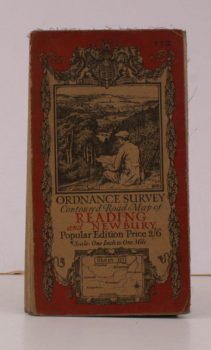 ORDNANCE SURVEY
Contoured Road Map of
READING
and NEWBURY
Popular Edition Price 2/6
Scale: One Inch to One Mile